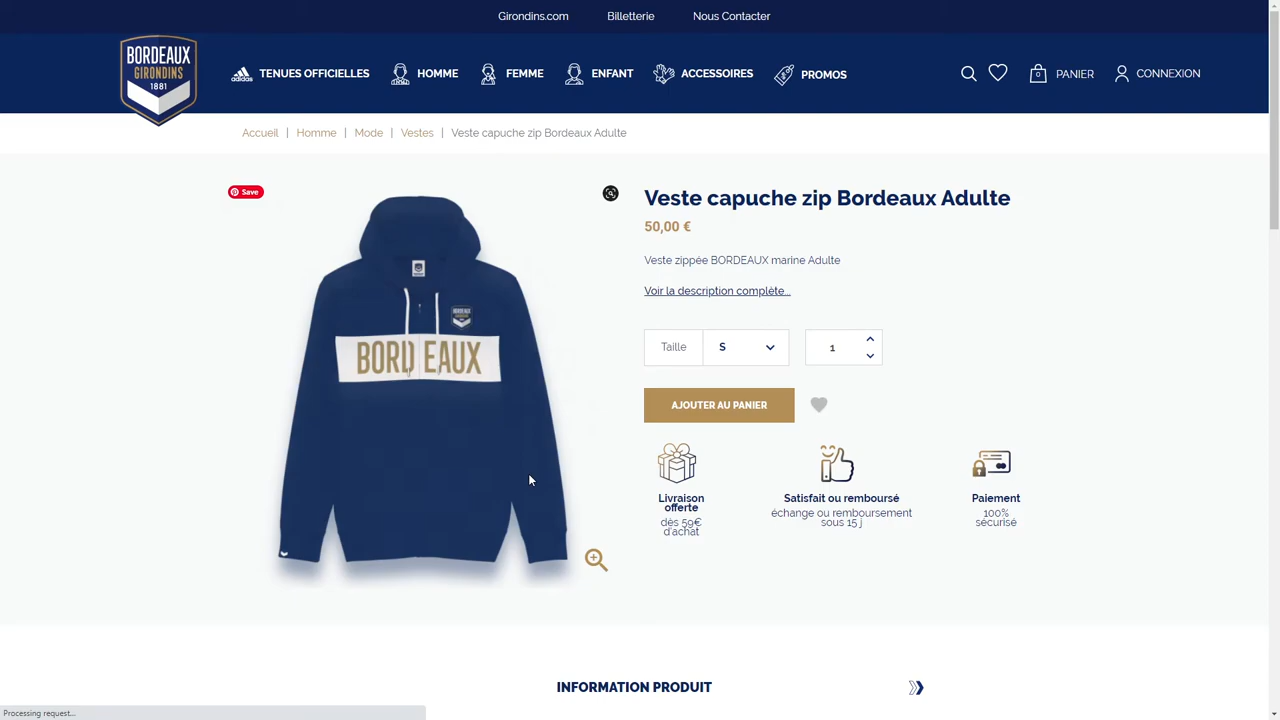 Girondins.com Billetterie Nous Contacter
BORDEAUX
GIRONDINS
1881
adidas TENUES OFFICIELLES HOMME FEMME ENFANT ACCESSOIRES PROMOS 0 PANIER CONNEXION
Accueil | Homme | Mode | Vestes | Veste capuche zip Bordeaux Adulte
Save
BORDEAUX
Veste capuche zip Bordeaux Adulte
50,00 €
Veste zippée BORDEAUX marine Adulte
Voir la description complète...
Taille S 1
AJOUTER AU PANIER
Livraison
offerte
dès 59€
d'achat
Satisfait ou remboursé
échange ou remboursement
sous 15 j
Paiement
100%
sécurisé
INFORMATION PRODUIT
Processing request...